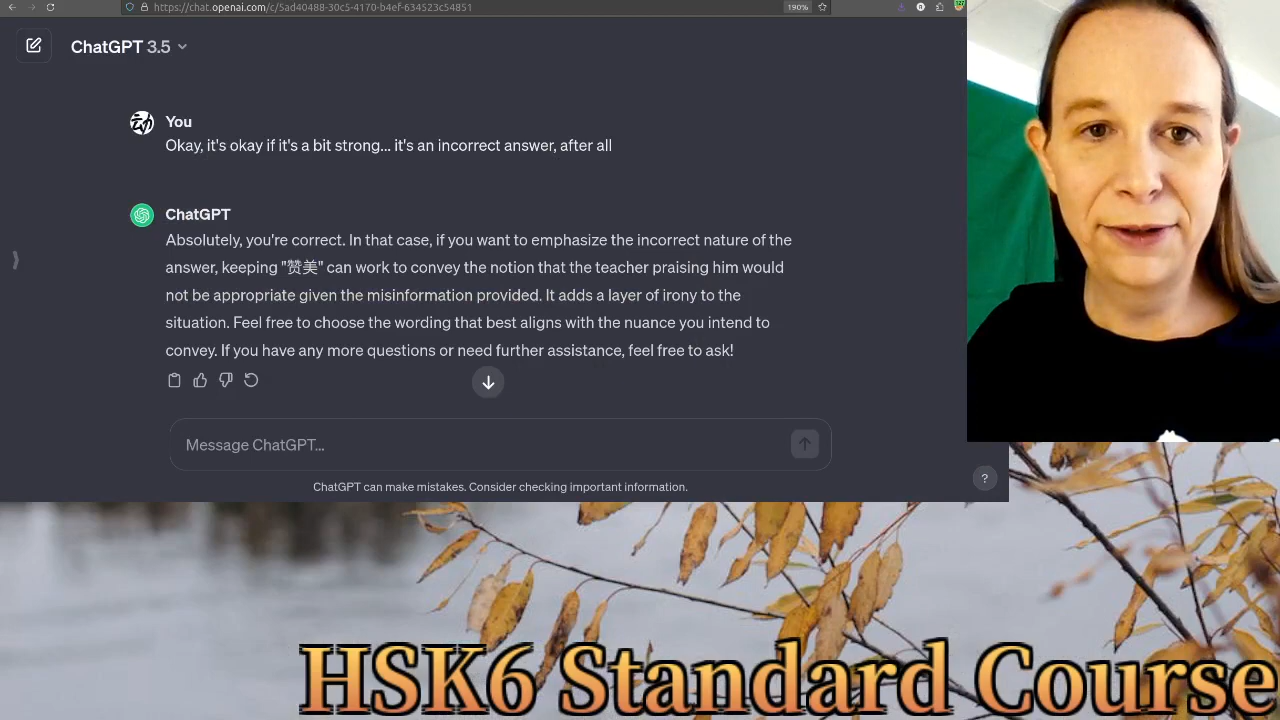 https://chat.openai.com/c/5ad40488-30c5-4170-b4ef-634523c54851
190%
ChatGPT 3.5
You
Okay, it's okay if it's a bit strong... it's an incorrect answer, after all
ChatGPT
Absolutely, you're correct. In that case, if you want to emphasize the incorrect nature of the
answer, keeping "赞美" can work to convey the notion that the teacher praising him would
not be appropriate given the misinformation provided. It adds a layer of irony to the
situation. Feel free to choose the wording that best aligns with the nuance you intend to
convey. If you have any more questions or need further assistance, feel free to ask!
Message ChatGPT...
ChatGPT can make mistakes. Consider checking important information.
?
HSK6 Standard Course